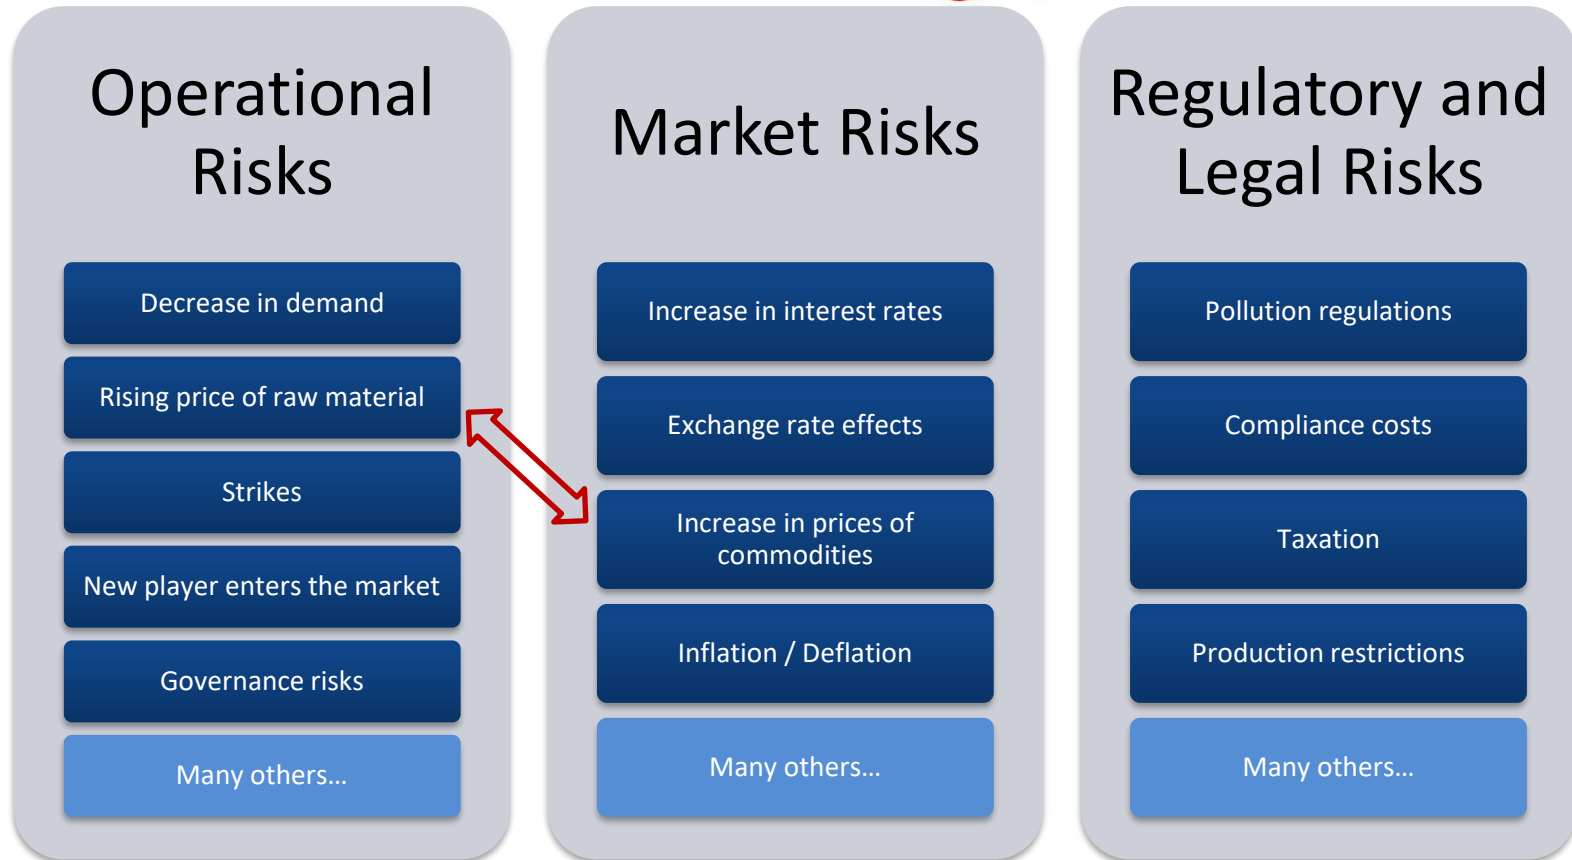 Operational
Risks
Decrease in demand
Rising price of raw material
Strikes
New player enters the market
Governance risks
Many others...
Market Risks
Increase in interest rates
Exchange rate effects
Increase in prices of
commodities
Inflation / Deflation
Many others...
Regulatory and
Legal Risks
Pollution regulations
Compliance costs
Taxation
Production restrictions
Many others...